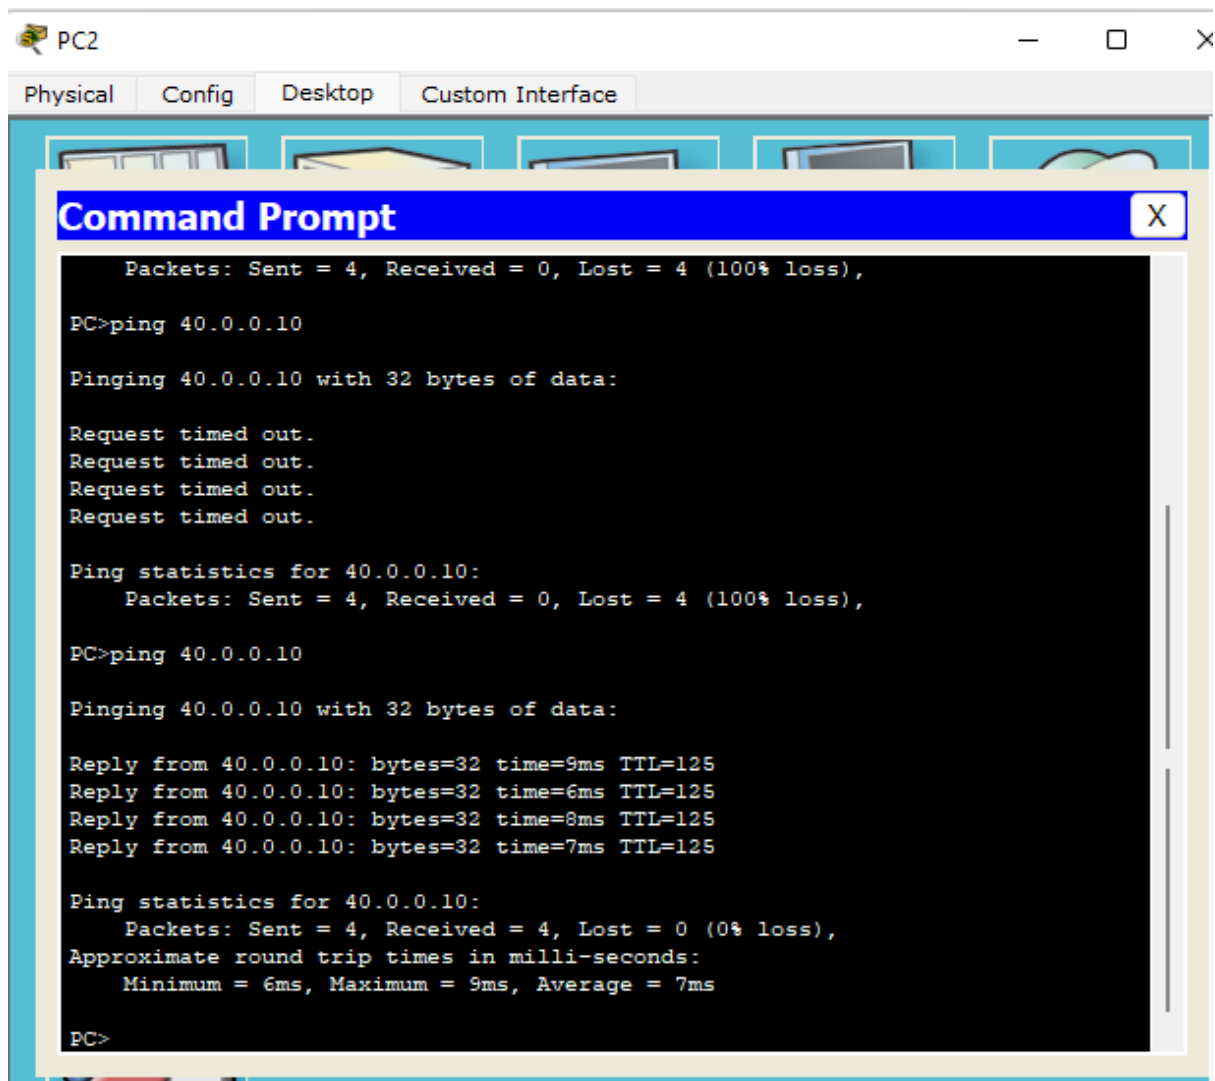 PC2
Physical Config Desktop Custom Interface
Command Prompt X
Packets: Sent = 4, Received = 0, Lost = 4 (100% loss),
PC>ping 40.0.0.10
Pinging 40.0.0.10 with 32 bytes of data:
Request timed out.
Request timed out.
Request timed out.
Request timed out.
Ping statistics for 40.0.0.10:
Packets: Sent = 4, Received = 0, Lost = 4 (100% loss),
PC>ping 40.0.0.10
Pinging 40.0.0.10 with 32 bytes of data:
Reply from 40.0.0.10: bytes=32 time=9ms TTL=125
Reply from 40.0.0.10: bytes=32 time=6ms TTL=125
Reply from 40.0.0.10: bytes=32 time=8ms TTL=125
Reply from 40.0.0.10: bytes=32 time=7ms TTL=125
Ping statistics for 40.0.0.10:
Packets: Sent = 4, Received = 4, Lost = 0 (0% loss),
Approximate round trip times in milli-seconds:
Minimum = 6ms, Maximum = 9ms, Average = 7ms
PC>